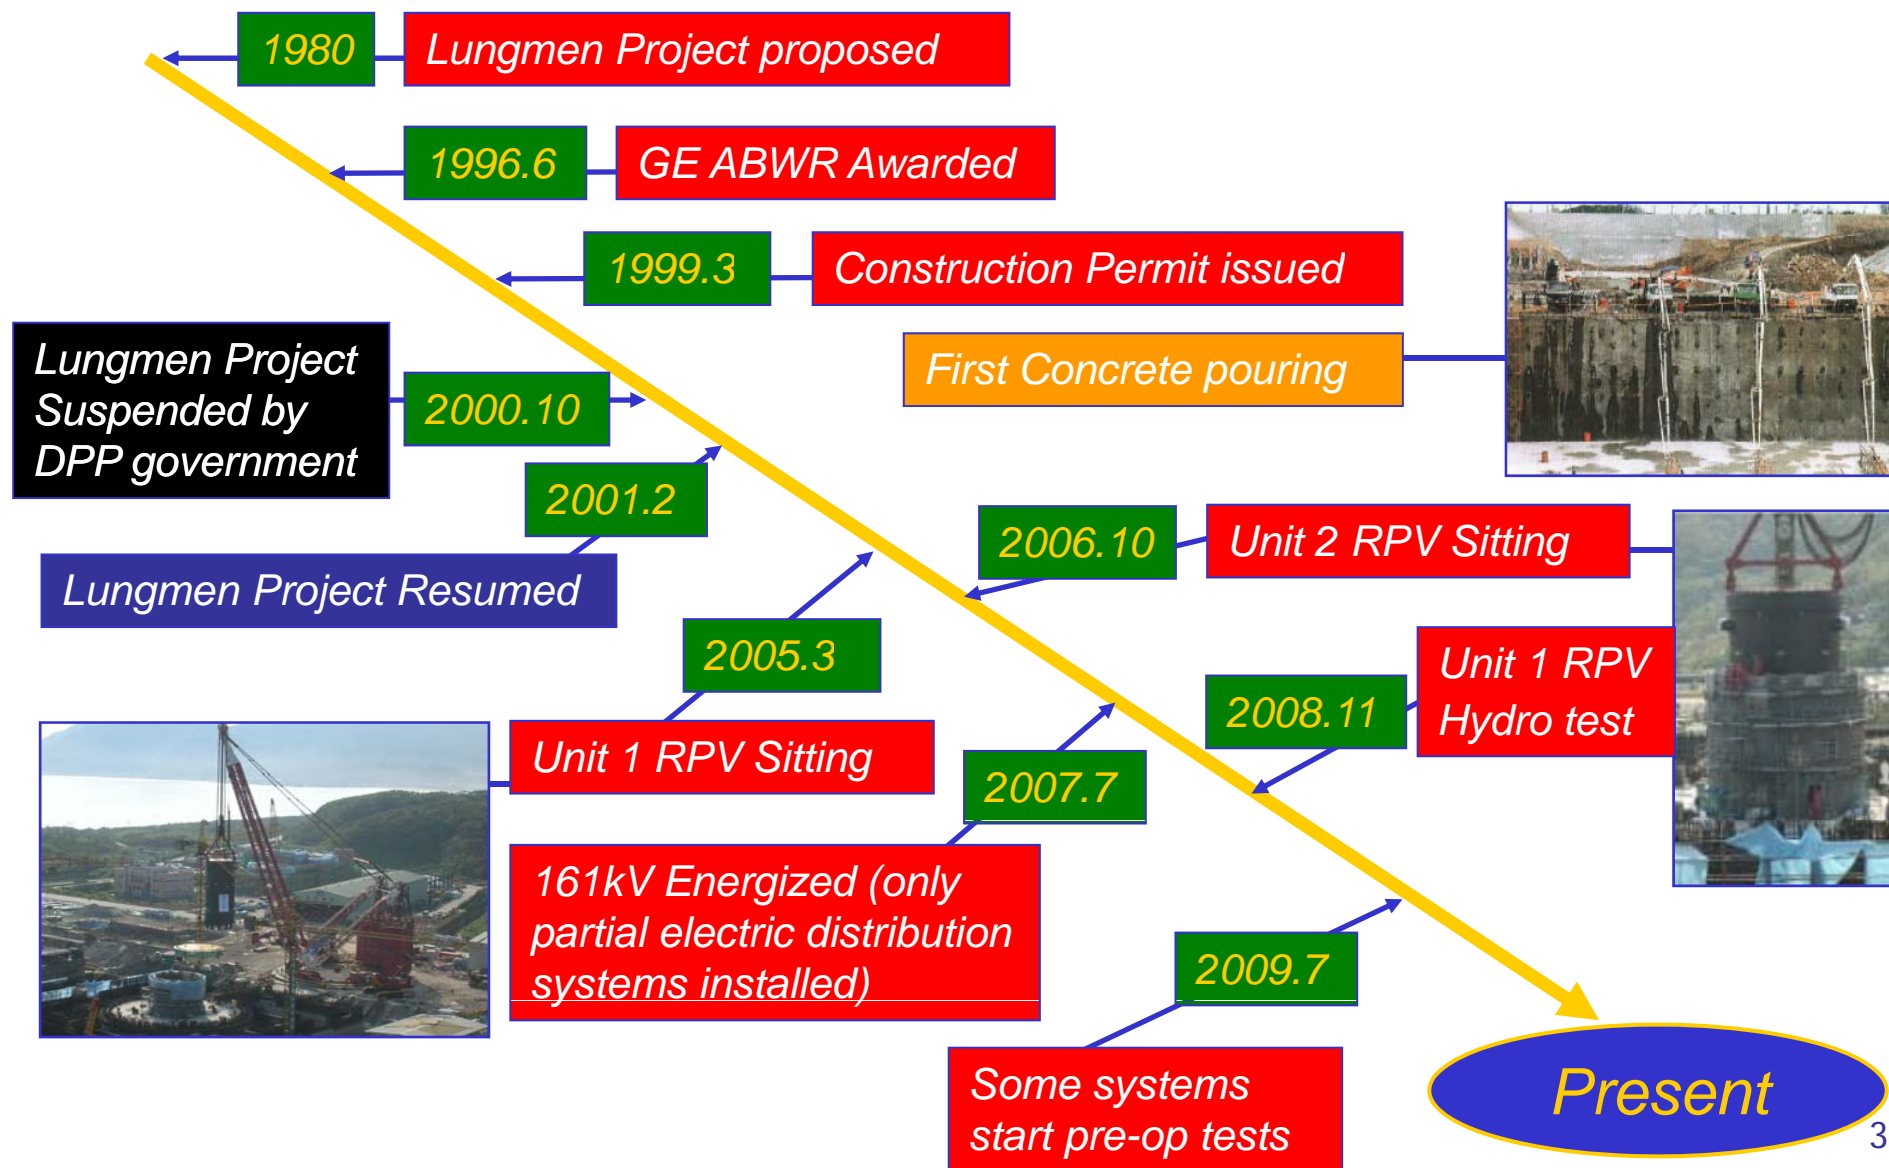 1980
Lungmen Project proposed
1996.6
GE ABWR Awarded
1999.3
Construction Permit issued
First Concrete pouring
Lungmen Project
Suspended by
DPP government
2000.10
2001.2
Lungmen Project Resumed
2006.10
Unit 2 RPV Sitting
2005.3
Unit 1 RPV Sitting
2008.11
Unit 1 RPV
Hydro test
2007.7
161kV Energized (only
partial electric distribution
systems installed)
2009.7
Some systems
start pre-op tests
Present
3